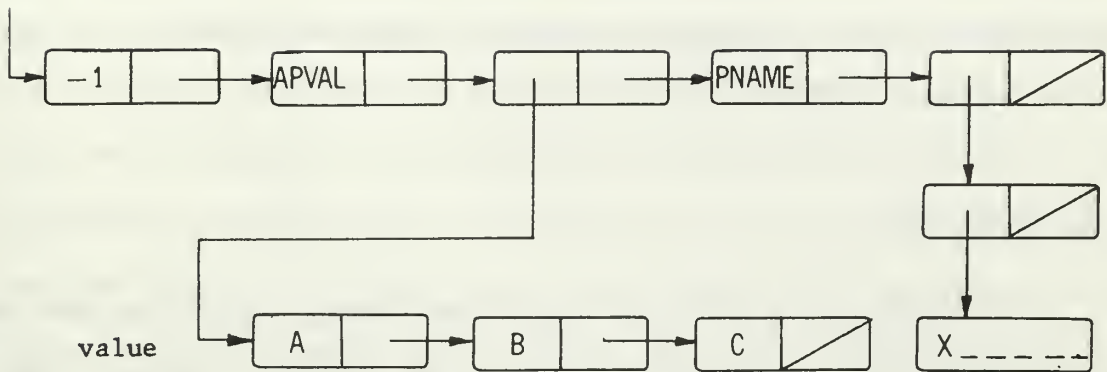 -1 APVAL PNAME
value A B C X _ _ _ _ _